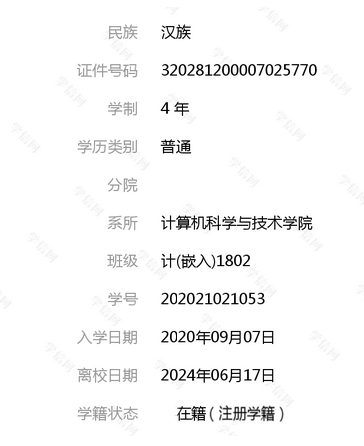 民族 汉族
证件号码 320281200007025770
学制 4 年
学历类别 普通
分院
系所 计算机科学与技术学院
班级 计(嵌入)1802
学号 202021021053
入学日期 2020年09月07日
离校日期 2024年06月17日
学籍状态 在籍 ( 注册学籍 )